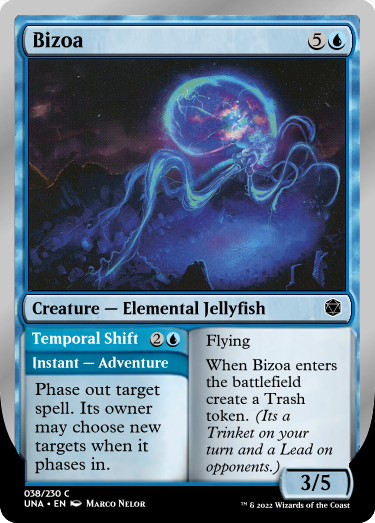 Bizoa 5
Creature — Elemental Jellyfish
Temporal Shift 2
Instant — Adventure
Phase out target
spell. Its owner
may choose new
targets when it
phases in.
Flying
When Bizoa enters
the battlefield
create a Trash
token. (Its a
Trinket on your
turn and a Lead on
opponents.)
3/5
038/230 C
UNA • EN Marco Nelor
™ & © 2022 Wizards of the Coast